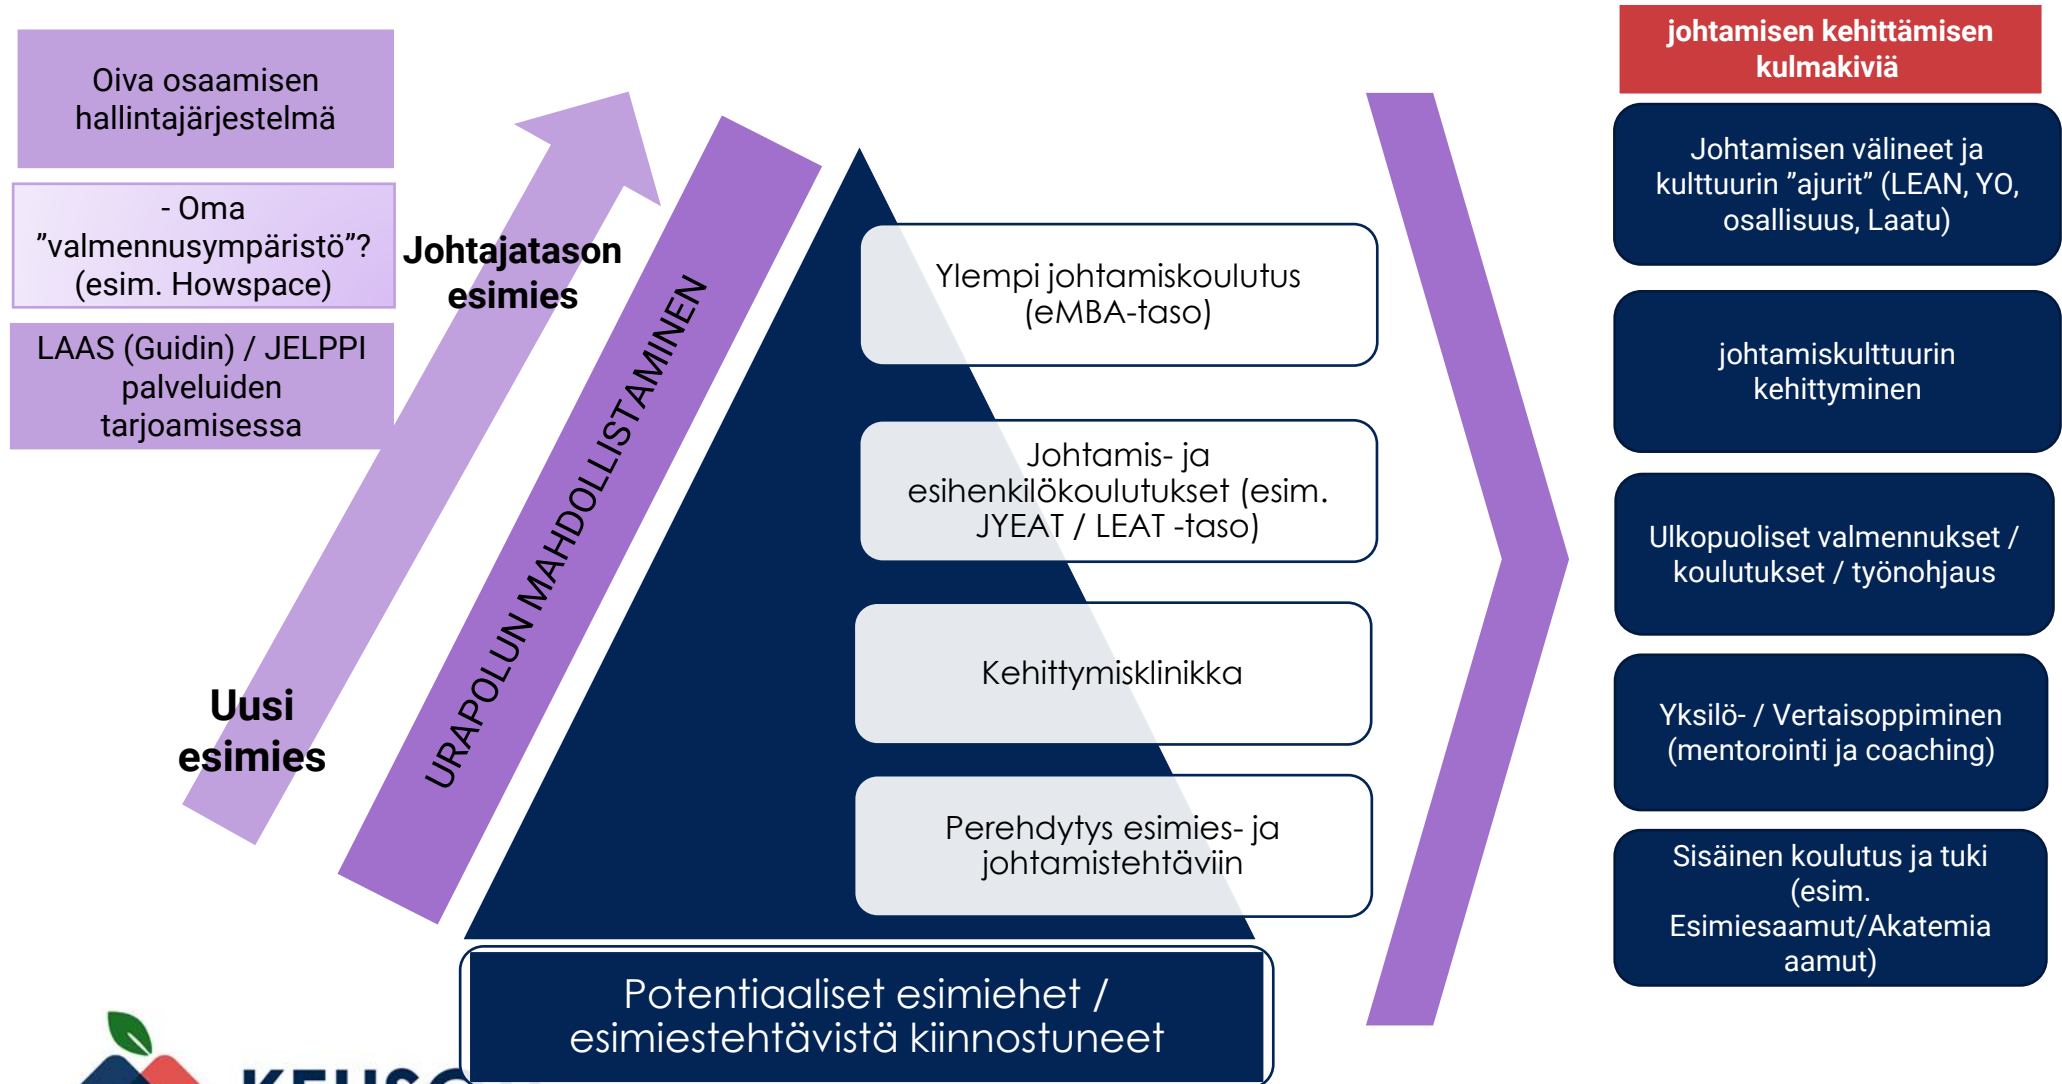 Oiva osaamisen
hallintajärjestelmä
- Oma
”valmennusympäristö”?
(esim. Howspace)
LAAS (Guidin) / JELPPI
palveluiden
tarjoamisessa
Johtajatason
esimies
Uusi
esimies
URAPOLUN MAHDOLLISTAMINEN
Ylempi johtamiskoulutus
(eMBA-taso)
Johtamis- ja
esihenkilökoulutukset (esim.
JYEAT / LEAT -taso)
Kehittymisklinikka
Perehdytys esimies- ja
johtamistehtäviin
Potentiaaliset esimiehet /
esimiestehtävistä kiinnostuneet
johtamisen kehittämisen
kulmakiviä
Johtamisen välineet ja
kulttuurin ”ajurit” (LEAN, YO,
osallisuus, Laatu)
johtamiskulttuurin
kehittyminen
Ulkopuoliset valmennukset /
koulutukset / työnohjaus
Yksilö- / Vertaisoppiminen
(mentorointi ja coaching)
Sisäinen koulutus ja tuki
(esim.
Esimiesaamut/Akatemia
aamut)